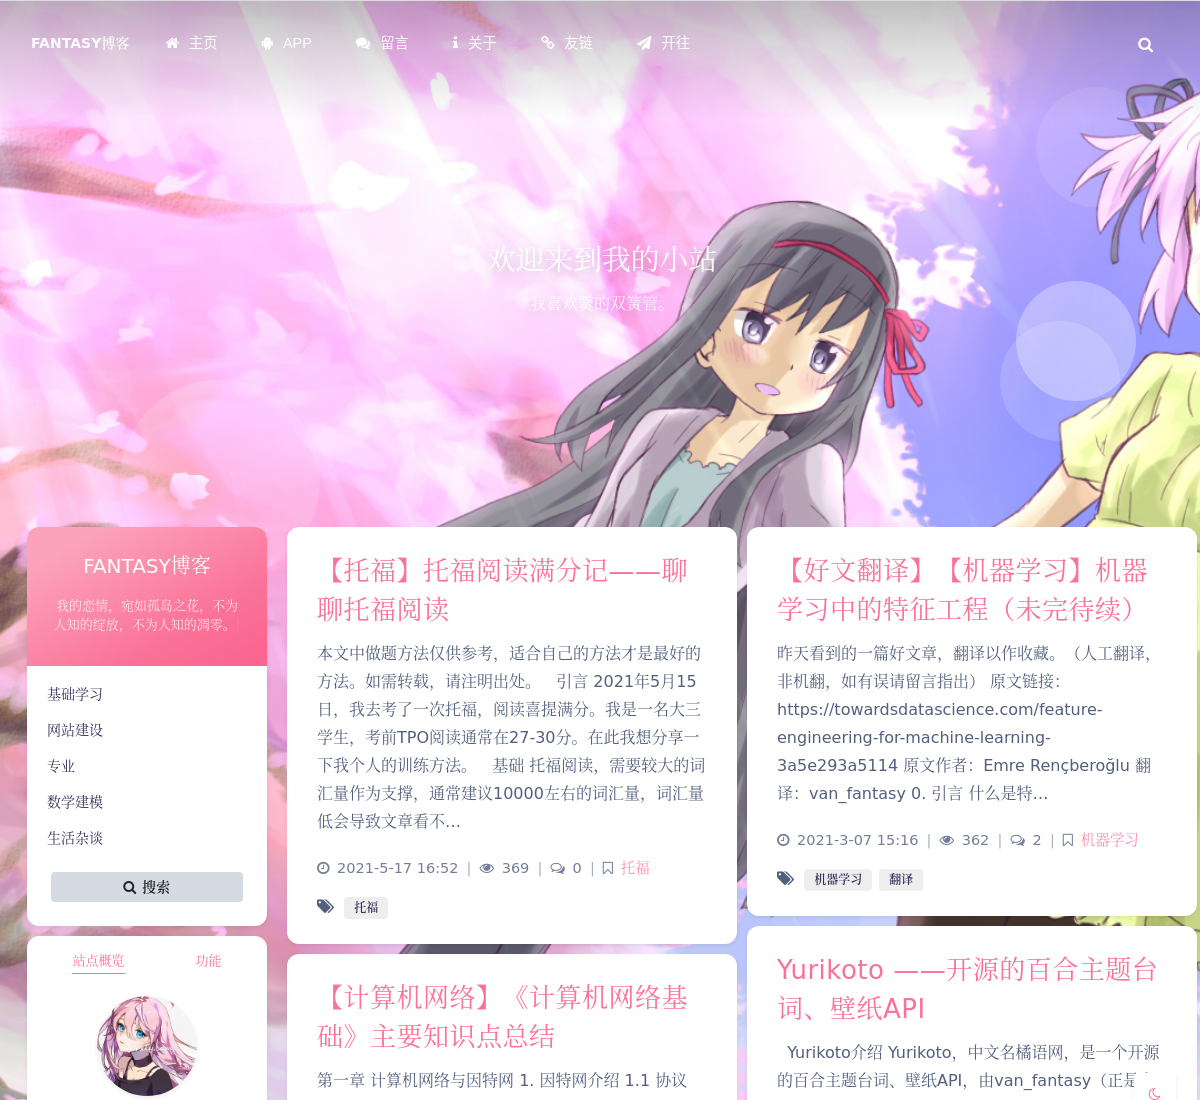 FANTASY博客
主页
APP
留言
关于
友链
开往
欢迎来到我的小站
我喜欢霙的双簧管。
FANTASY博客
我的恋情，宛如孤岛之花，不为
人知的绽放，不为人知的凋零。
基础学习
网站建设
专业
数学建模
生活杂谈
搜索
站点概览 功能
【托福】托福阅读满分记——聊
聊托福阅读
本文中做题方法仅供参考，适合自己的方法才是最好的
方法。如需转载，请注明出处。 引言 2021年5月15
日，我去考了一次托福，阅读喜提满分。我是一名大三
学生，考前TPO阅读通常在27-30分。在此我想分享一
下我个人的训练方法。 基础 托福阅读，需要较大的词
汇量作为支撑，通常建议10000左右的词汇量，词汇量
低会导致文章看不…
2021-5-17 16:52 | 369 | 0 | 托福
托福
【计算机网络】《计算机网络基
础》主要知识点总结
第一章 计算机网络与因特网 1. 因特网介绍 1.1 协议
【好文翻译】【机器学习】机器
学习中的特征工程（未完待续）
昨天看到的一篇好文章，翻译以作收藏。（人工翻译，
非机翻，如有误请留言指出） 原文链接：
https://towardsdatascience.com/feature-
engineering-for-machine-learning-
3a5e293a5114 原文作者：Emre Rençberoğlu 翻
译：van_fantasy 0. 引言 什么是特…
2021-3-07 15:16 | 362 | 2 | 机器学习
机器学习 翻译
Yurikoto ——开源的百合主题台
词、壁纸API
Yurikoto介绍 Yurikoto，中文名橘语网，是一个开源
的百合主题台词、壁纸API，由van_fantasy（正是